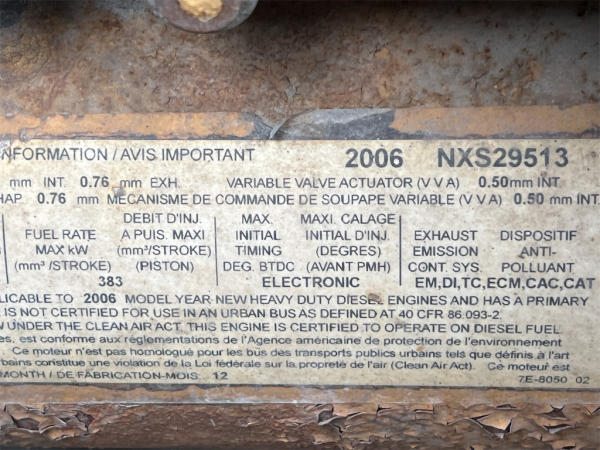 NFORMATION / AVIS IMPORTANT 2006 NXS29513
mm INT. 0.76 mm EXH. VARIABLE VALVE ACTUATOR (V V A) 0.50mm INT.
HAP. 0.76 mm MECANISME DE COMMANDE DE SOUPAPE VARIABLE (V V A) 0.50 mm INT.
DEBIT D'INJ. MAX. MAXI. CALAGE
FUEL RATE A PUIS. MAXI INITIAL INITIAL D'INJ. EXHAUST DISPOSITIF
MAX kW (mm³/STROKE) TIMING (DEGRES) EMISSION ANTI-
(mm³ /STROKE) (PISTON) DEG. BTDC (AVANT PMH) CONT. SYS. POLLUANT
383 ELECTRONIC EM,DI,TC,ECM,CAC,CAT
LICABLE TO 2006 MODEL YEAR NEW HEAVY DUTY DIESEL ENGINES AND HAS A PRIMARY
IS NOT CERTIFIED FOR USE IN AN URBAN BUS AS DEFINED AT 40 CFR 86.093-2.
W UNDER THE CLEAN AIR ACT, THIS ENGINE IS CERTIFIED TO OPERATE ON DIESEL FUEL
est conforme aux réglementations de l'Agence américaine de protection de l'environnement
. Ce moteur n'est pas homologué pour les bus des transports publics urbains tels que définis à l'art
bains constitue une violation de la Loi fédérale sur la propreté de l'air (Clean Air Act). Ce moteur est
MONTH / DE FABRICATION-MOIS: 12 7E-8050 02